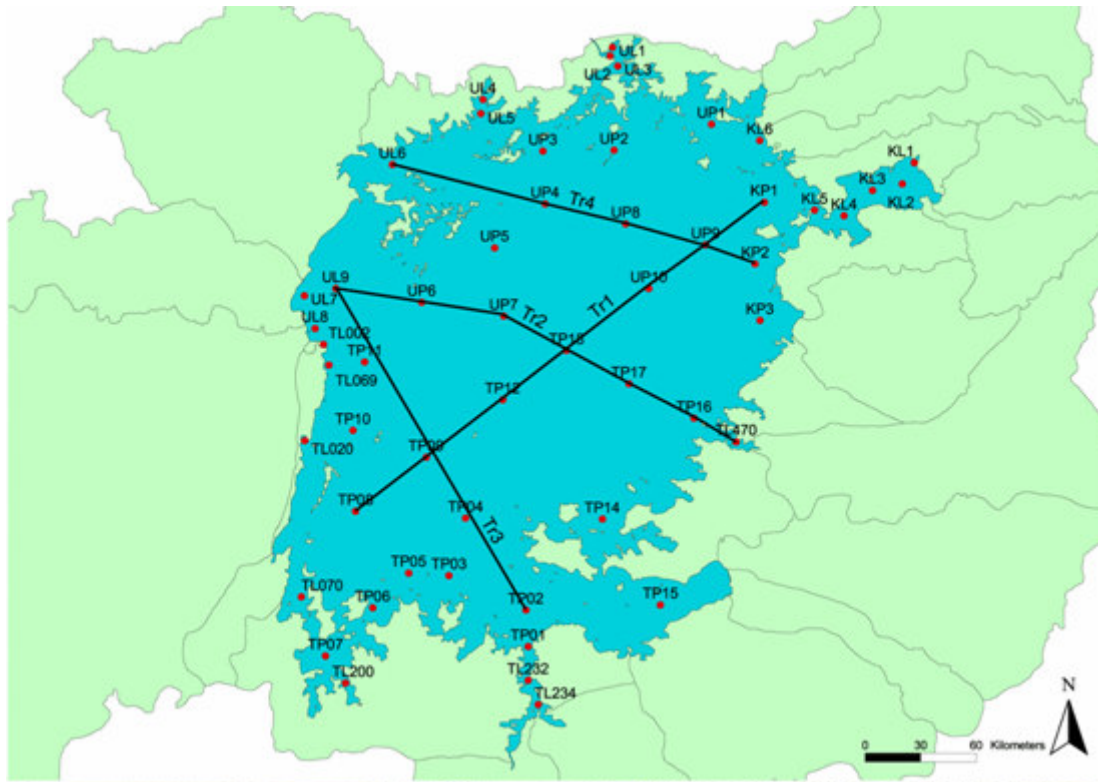 UL1
UL2
UL3
UL4
UL5
UP1
UP2
UP3
KL6
UL6
KL1
KL3
KL2
UP4
Tr4
KP1
KL5
KL4
UP8
UP5
UP9
KP2
UL9
UL7
UP6
UP10
UP7
Tr1
Tr2
KP3
UL8
TL002
TP11
TP15
TL069
TP12
TP17
TP10
TP16
TL470
TL020
TP09
TP08
TP04
Tr3
TP14
TP05
TP03
TL070
TP06
TP02
TP15
TP01
TP07
TL200
TL232
TL234
N
0 30 60 Kilometers